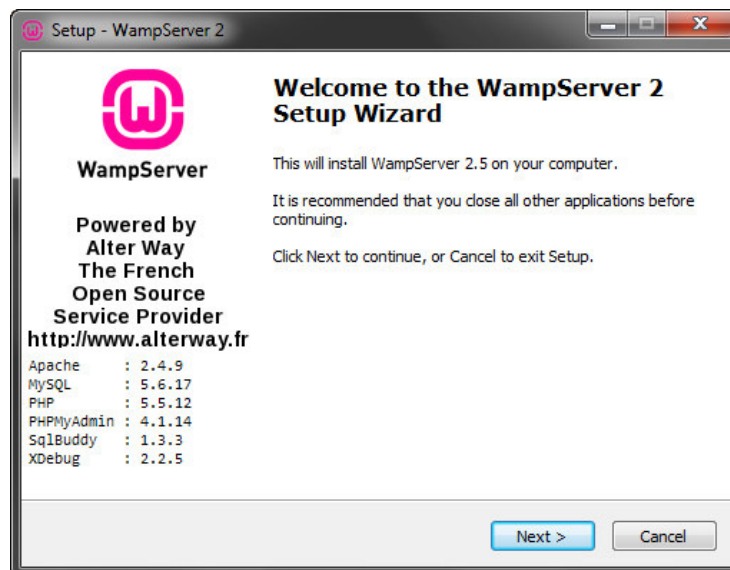 Setup - WampServer 2
WampServer
Powered by
Alter Way
The French
Open Source
Service Provider
http://www.alterway.fr
Apache : 2.4.9
MySQL : 5.6.17
PHP : 5.5.12
PHPMyAdmin : 4.1.14
SqlBuddy : 1.3.3
XDebug : 2.2.5
Welcome to the WampServer 2
Setup Wizard
This will install WampServer 2.5 on your computer.
It is recommended that you close all other applications before
continuing.
Click Next to continue, or Cancel to exit Setup.
Next >
Cancel